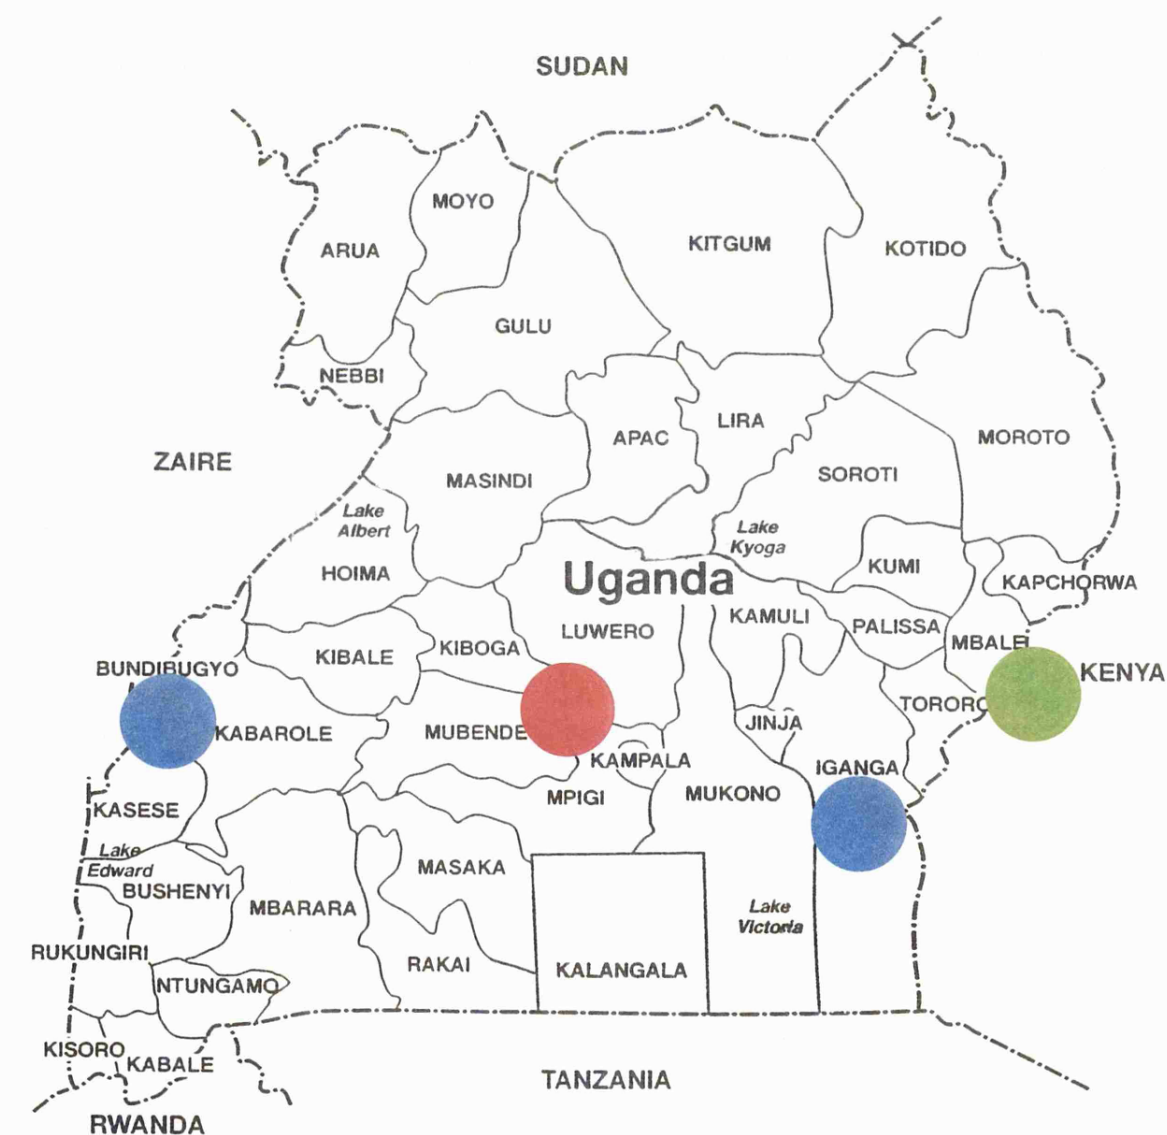 SUDAN
MOYO
ARUA
KITGUM
KOTIDO
GULU
NEBBI
LIRA
APAC
MOROTO
ZAIRE
SOROTI
MASINDI
Lake
Albert
Lake
Kyoga
HOIMA
Uganda
KUMI
KAPCHORWA
KAMULI
PALISSA
LUWERO
MBALE
KIBOGA
KIBALE
BUNDIBUGYO
KENYA
TORORO
JINJA
KABAROLE
MUBENDE
KAMPALA
IGANGA
MPIGI
MUKONO
KASESE
Lake
Edward
MASAKA
BUSHENYI
MBARARA
Lake
Victoria
RUKUNGIRI
RAKAI
KALANGALA
NTUNGAMO
KISORO
KABALE
TANZANIA
RWANDA